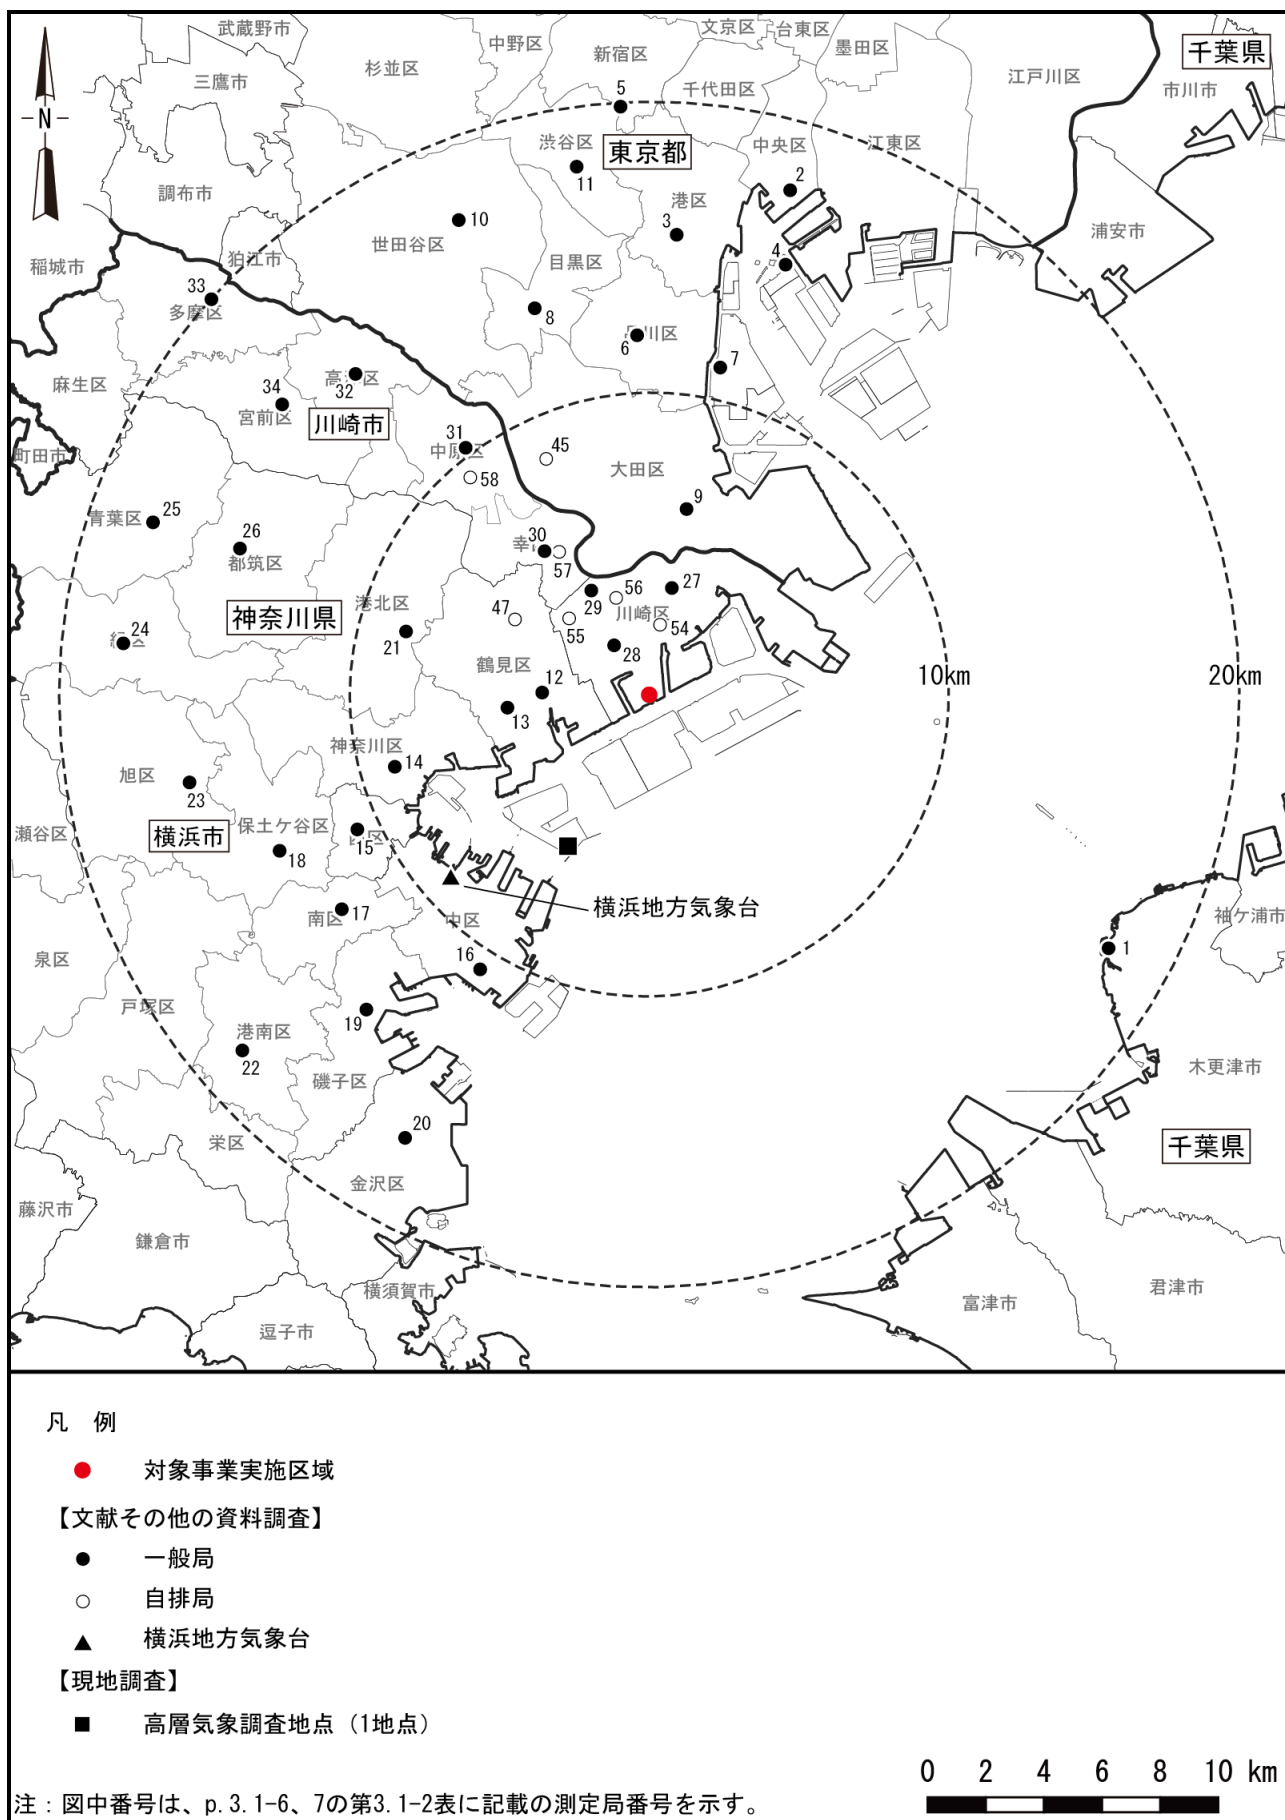 武蔵野市
中野区
新宿区
文京区
台東区
墨田区
江戸川区
千葉県
市川市
三鷹市
杉並区
千代田区
-N-
5
渋谷区
東京都
中央区
江東区
調布市
11
2
港区
3
10
世田谷区
浦安市
稲城市
狛江市
目黒区
4
33
多摩区
8
6
川区
7
麻生区
34
32
宮前区
川崎市
31
45
町田市
中原区
58
大田区
9
青葉区
25
26
都筑区
30
57
27
56
29
川崎区
47
55
54
神奈川県
港北区
21
24
28
鶴見区
12
10km
20km
13
神奈川区
14
旭区
23
瀬谷区
横浜市
保土ケ谷区
18
15
横浜地方気象台
南区
17
中区
袖ケ浦市
泉区
16
1
戸塚区
19
港南区
22
磯子区
木更津市
20
栄区
千葉県
金沢区
藤沢市
鎌倉市
横須賀市
君津市
富津市
逗子市
凡　例
対象事業実施区域
【文献その他の資料調査】
一般局
自排局
横浜地方気象台
【現地調査】
高層気象調査地点（1地点）
0 2 4 6 8 10 km
注：図中番号は、p.3.1-6、7の第3.1-2表に記載の測定局番号を示す。